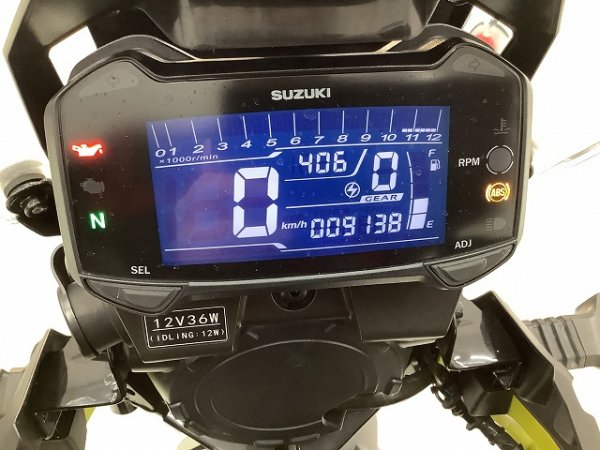 SUZUKI
01 2 3 4 5 6 7 8 9 10 11 12
×1000r/min
406/0
F
RPM
ABS
0
GEAR
N
km/h
009138
E
SEL
ADJ
12V36W
(IDLING:12W)